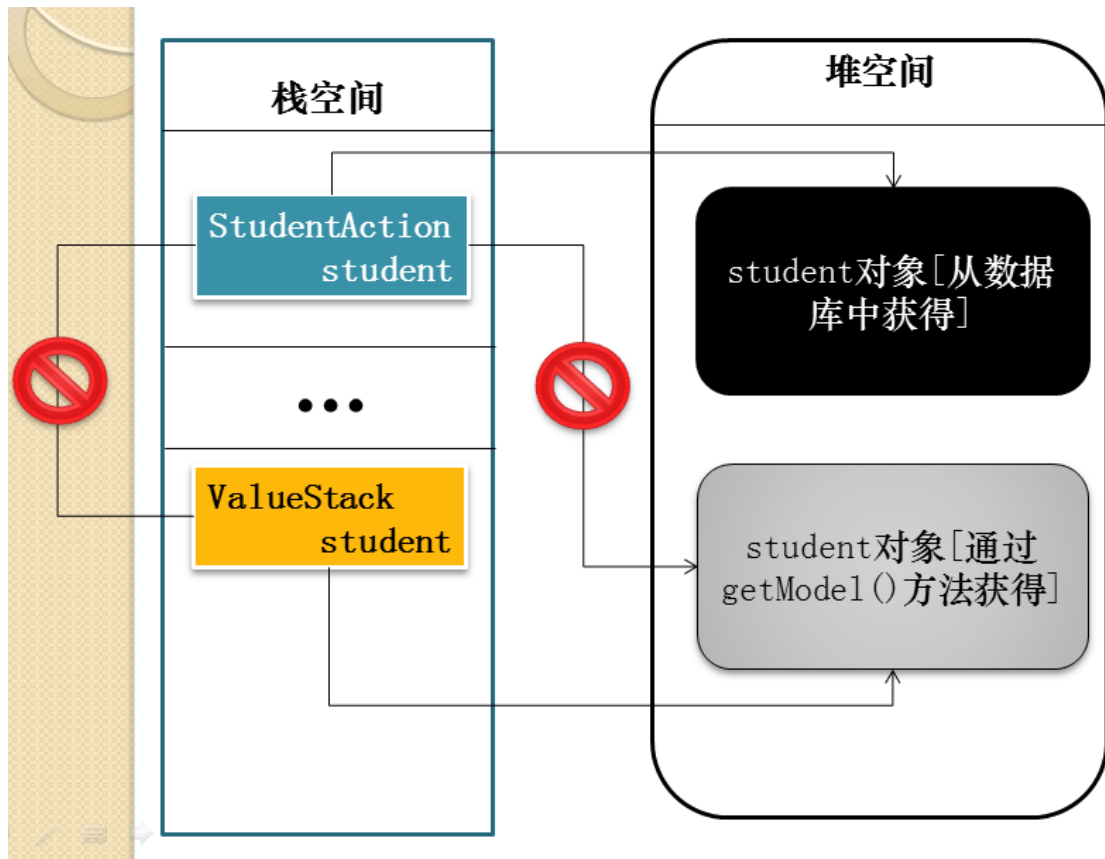 栈空间
堆空间
StudentAction
student
student对象[从数据
库中获得]
•••
ValueStack
student
student对象[通过
getModel()方法获得]